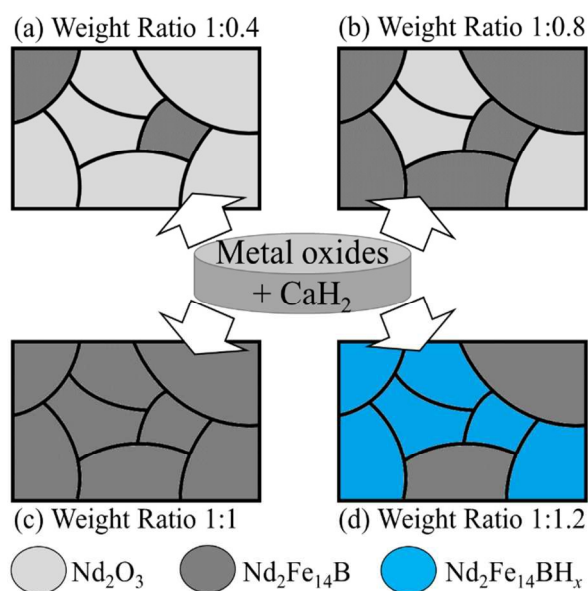 (a) Weight Ratio 1:0.4
(b) Weight Ratio 1:0.8
Metal oxides
+ CaH₂
(c) Weight Ratio 1:1
(d) Weight Ratio 1:1.2
Nd₂O₃
Nd₂Fe₁₄B
Nd₂Fe₁₄BHₓ